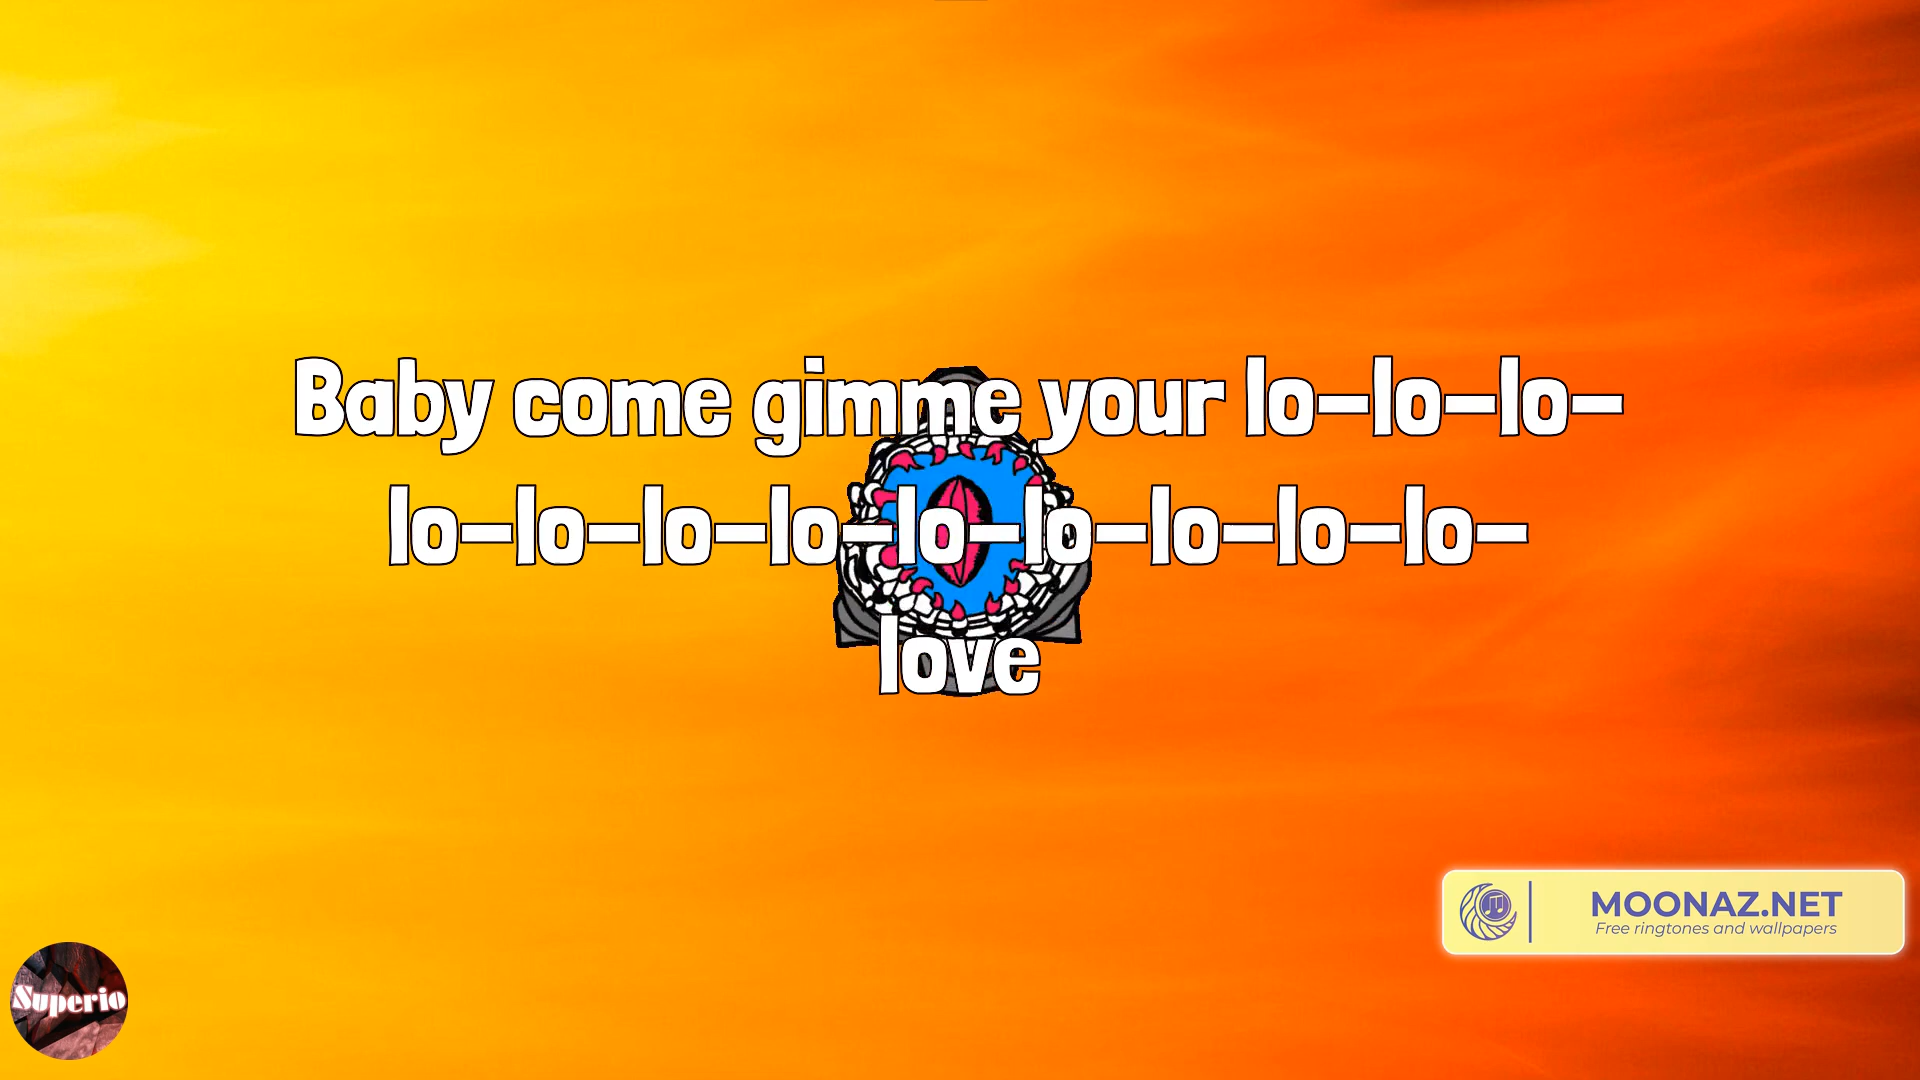 Baby come gimme your lo-lo-lo-
lo-lo-lo-lo-lo-lo-lo-lo-lo-
love
MOONAZ.NET
Free ringtones and wallpapers
Superio